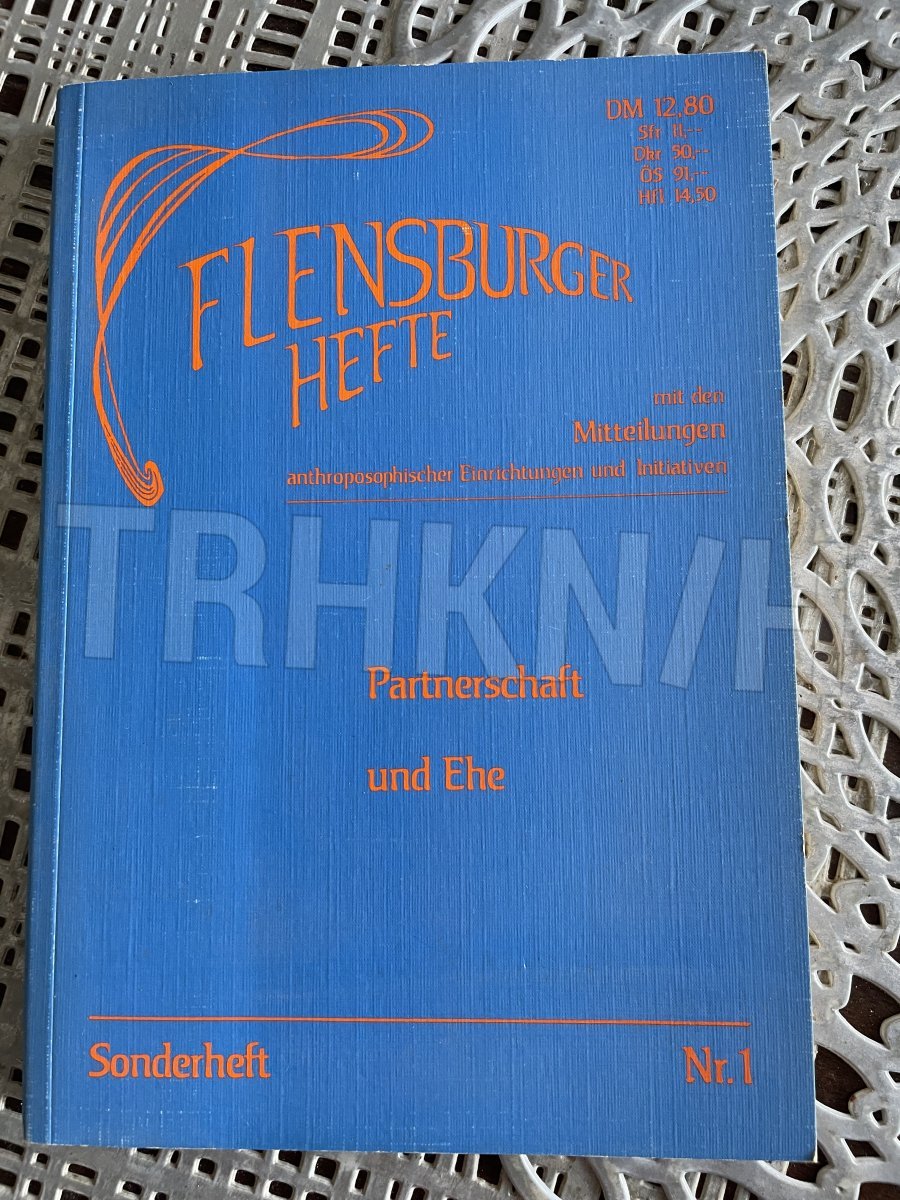 DM 12,80
Sfr 11,--
Dkr 50,--
ÖS 91,--
Hfl 14,50
FLENSBURGER
HEFTE
mit den
Mitteilungen
anthroposophischer Einrichtungen und Initiativen
TRHKN/H
Partnerschaft
und Ehe
Sonderheft Nr. 1